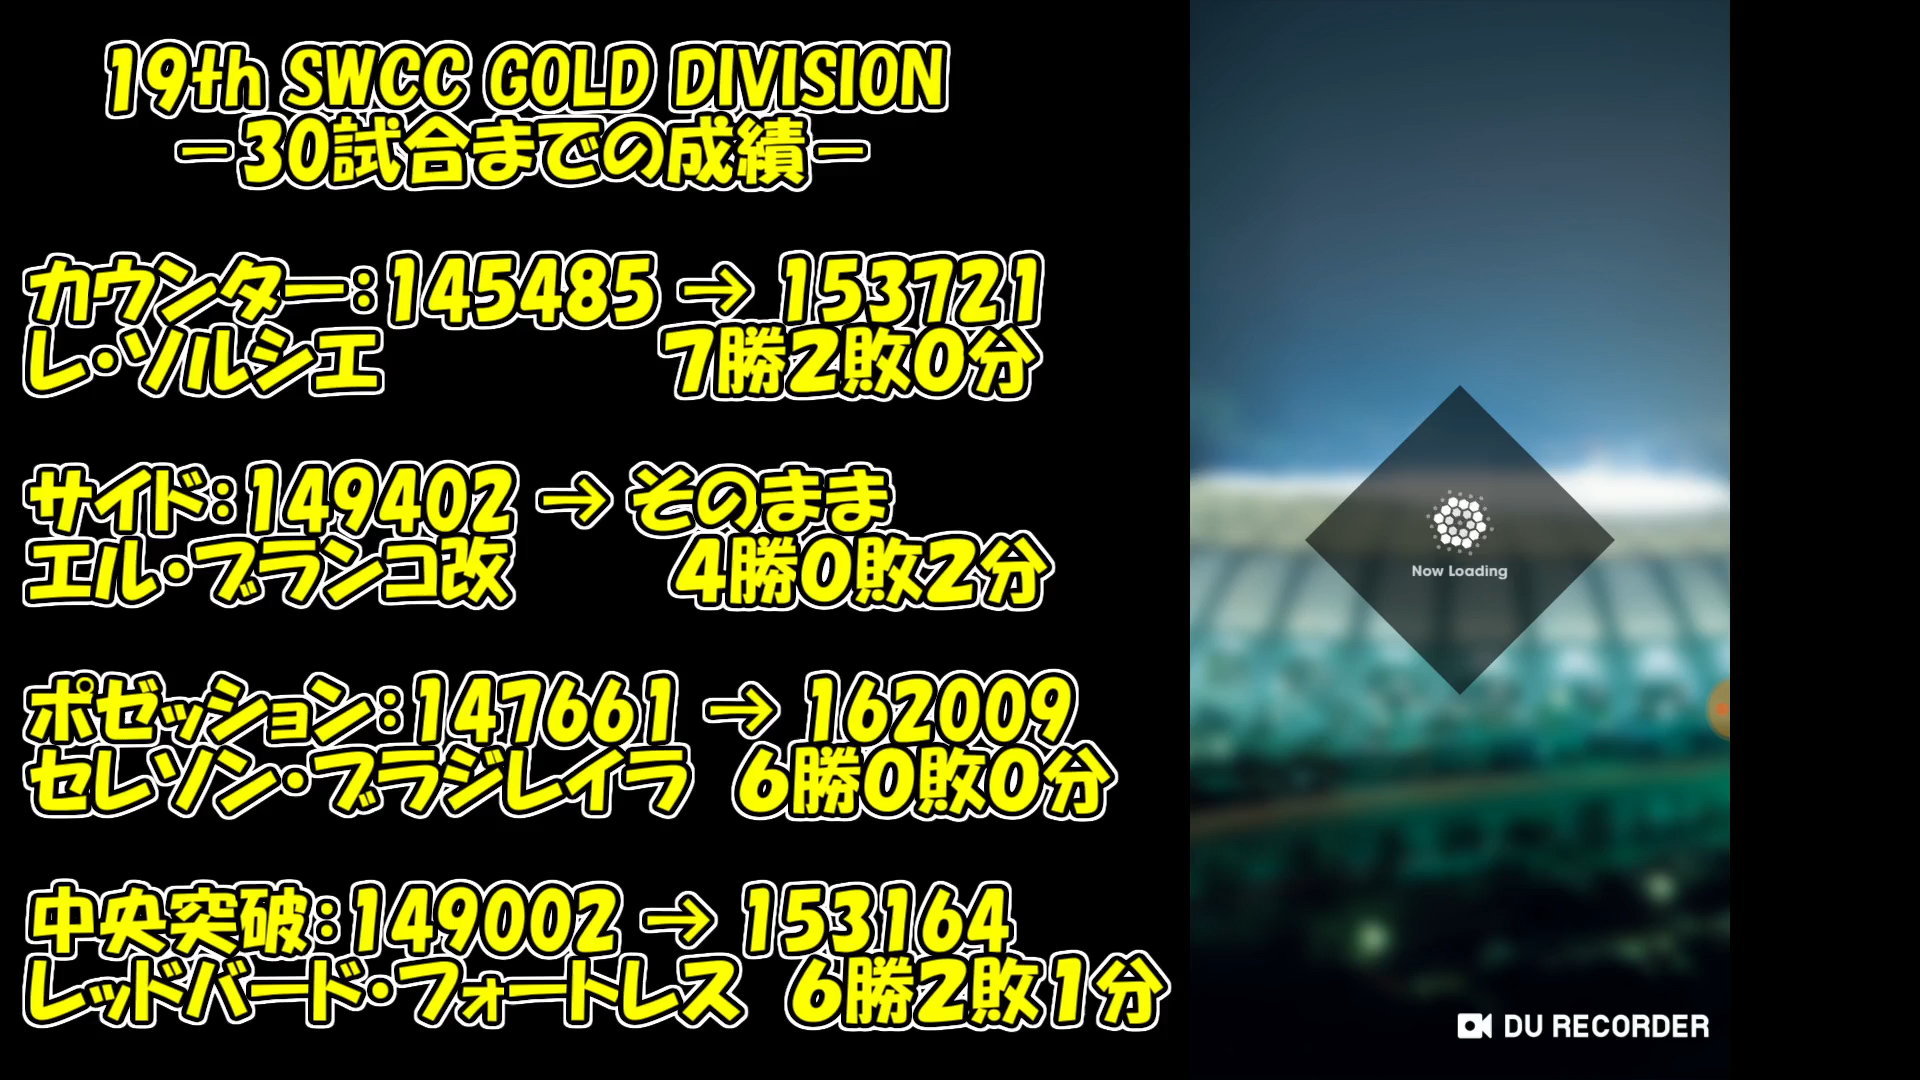 19th SWCC GOLD DIVISION
－30試合までの成績－
カウンター：145485 → 153721
レ・ソルシエ 7勝2敗0分
サイド：149402 → そのまま
エル・ブランコ改 4勝0敗2分
ポゼッション：147661 → 162009
セレソン・ブラジレイラ 6勝0敗0分
中央突破：149002 → 153164
レッドバード・フォートレス 6勝2敗1分
Now Loading
DU RECORDER